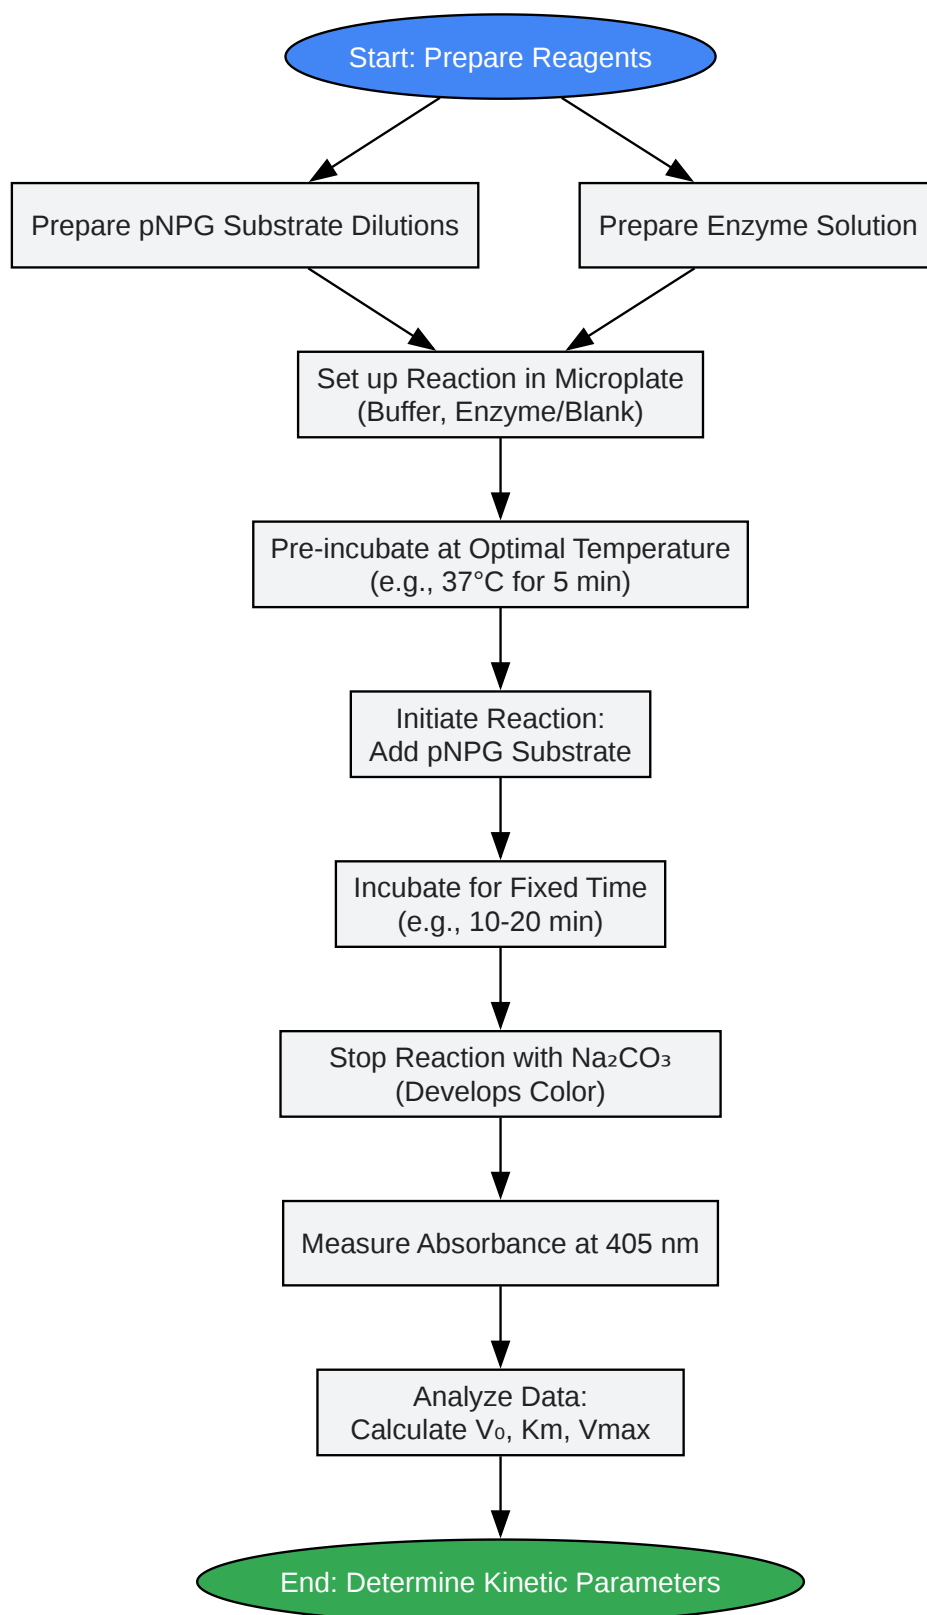 Start: Prepare Reagents
Prepare pNPG Substrate Dilutions
Prepare Enzyme Solution
Set up Reaction in Microplate
(Buffer, Enzyme/Blank)
Pre-incubate at Optimal Temperature
(e.g., 37°C for 5 min)
Initiate Reaction:
Add pNPG Substrate
Incubate for Fixed Time
(e.g., 10-20 min)
Stop Reaction with Na₂CO₃
(Develops Color)
Measure Absorbance at 405 nm
Analyze Data:
Calculate V₀, Km, Vmax
End: Determine Kinetic Parameters